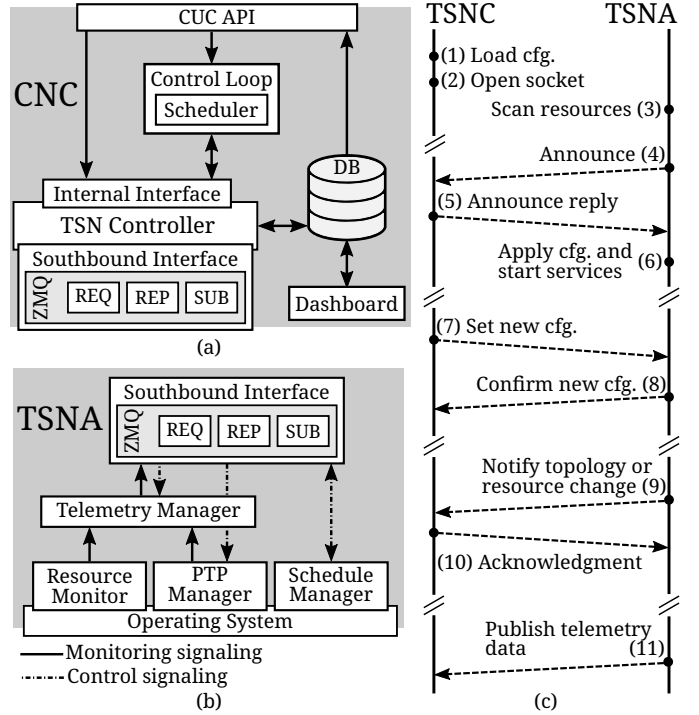 CUC API
CNC
Control Loop
Scheduler
DB
Internal Interface
TSN Controller
Southbound Interface
ZMQ
REQ
REP
SUB
Dashboard
(a)
TSNA
Southbound Interface
ZMQ
REQ
REP
SUB
Telemetry Manager
Resource
Monitor
PTP
Manager
Schedule
Manager
Operating System
Monitoring signaling
Control signaling
(b)
TSNC
TSNA
(1) Load cfg.
(2) Open socket
Scan resources (3)
Announce (4)
(5) Announce reply
Apply cfg. and
start services (6)
(7) Set new cfg.
Confirm new cfg. (8)
Notify topology or
resource change (9)
(10) Acknowledgment
Publish telemetry
data (11)
(c)